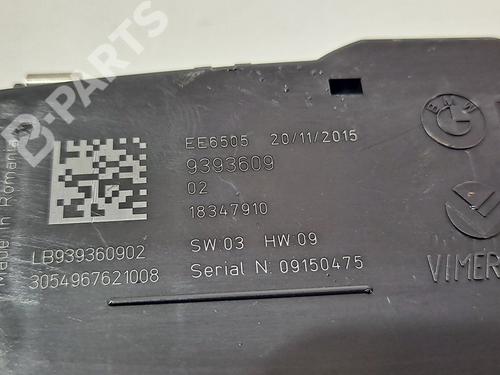 B-PARTS
EE6505 20/11/2015
9393609
02
18347910
SW:03 HW:09
Serial N: 09150475
LB939360902
3054967621008
Made in Romania
BMW
VIMER